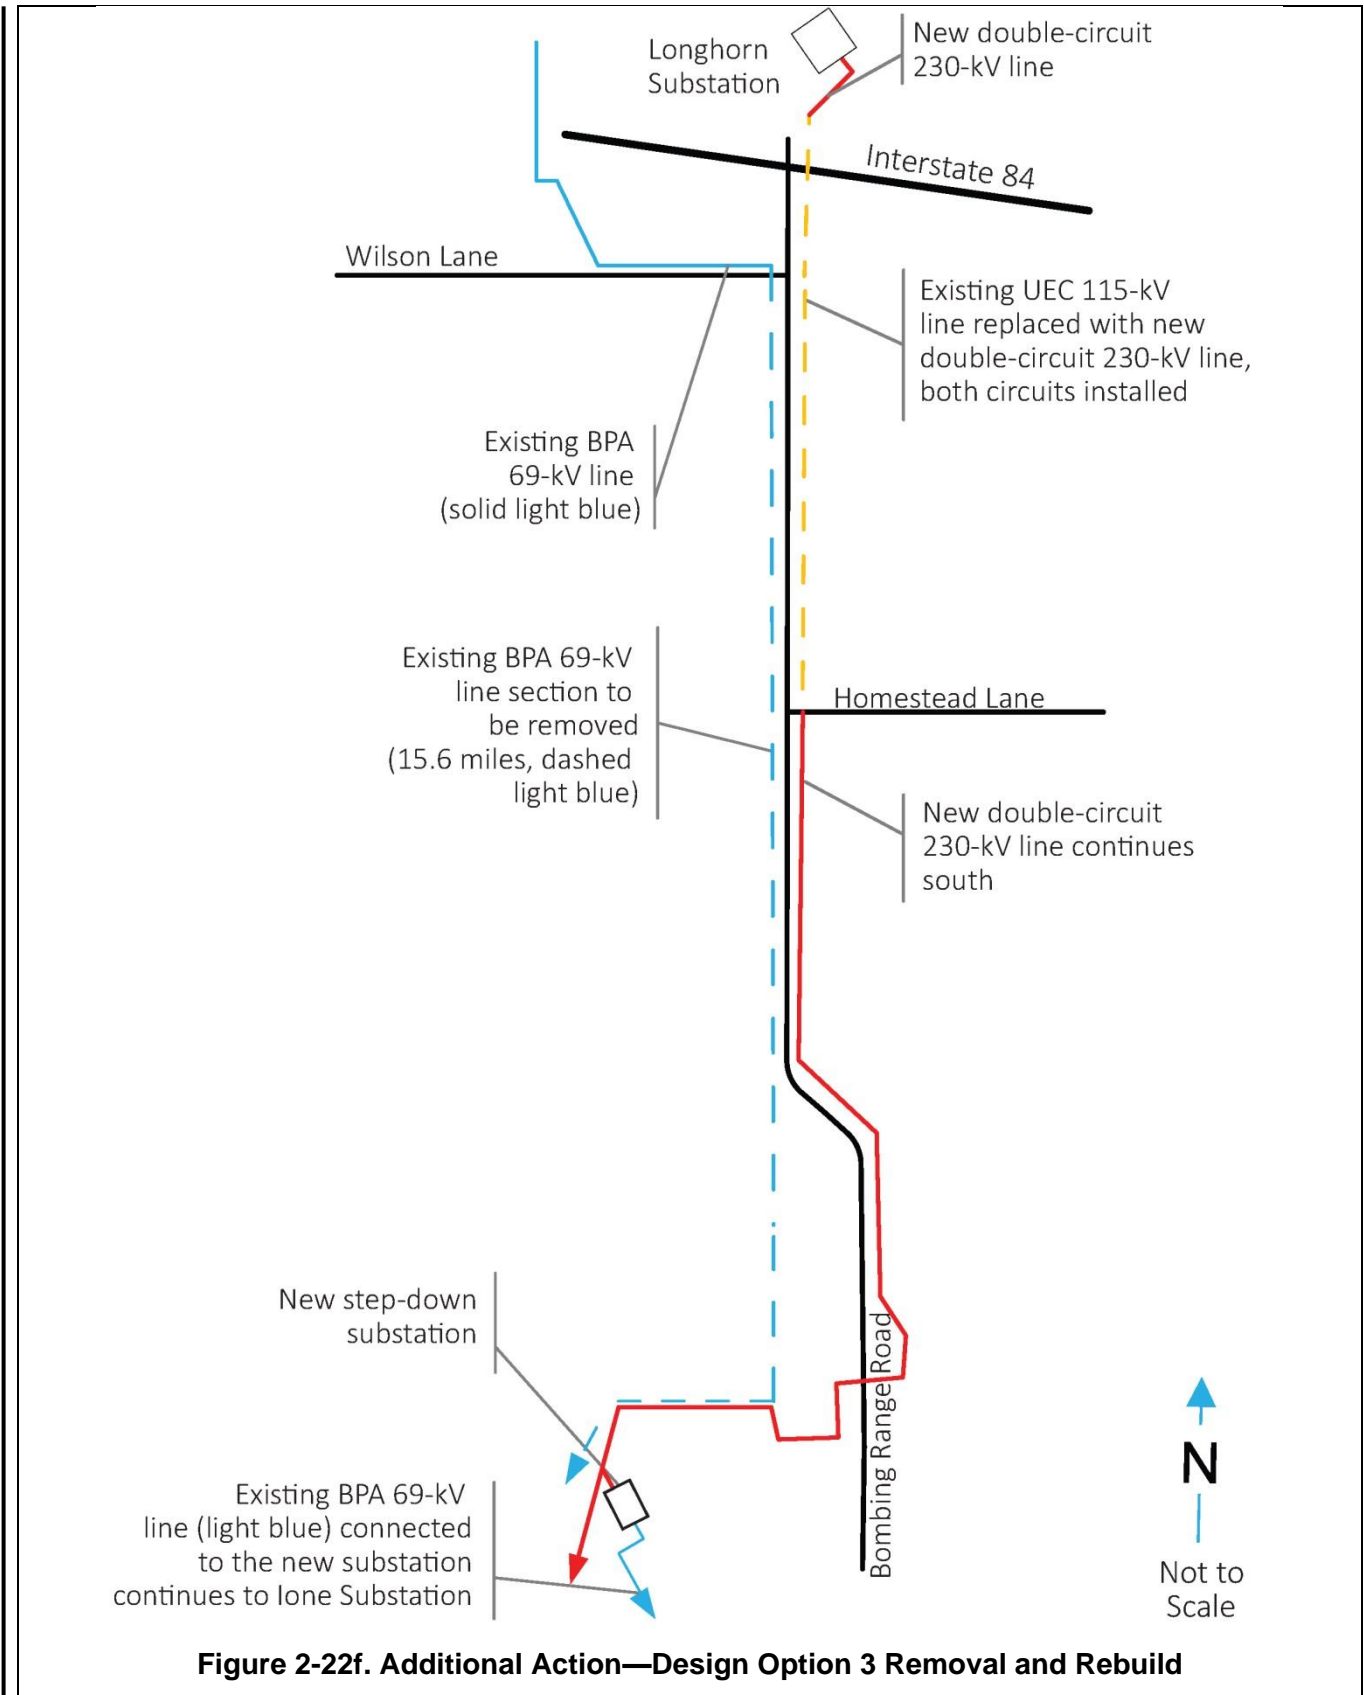 Longhorn
Substation
New double-circuit
230-kV line
Interstate 84
Wilson Lane
Existing UEC 115-kV
line replaced with new
double-circuit 230-kV line,
both circuits installed
Existing BPA
69-kV line
(solid light blue)
Existing BPA 69-kV
line section to
be removed
(15.6 miles, dashed
light blue)
Homestead Lane
New double-circuit
230-kV line continues
south
New step-down
substation
Bombing Range Road
Existing BPA 69-kV
line (light blue) connected
to the new substation
continues to Ione Substation
N
Not to
Scale
Figure 2-22f. Additional Action—Design Option 3 Removal and Rebuild